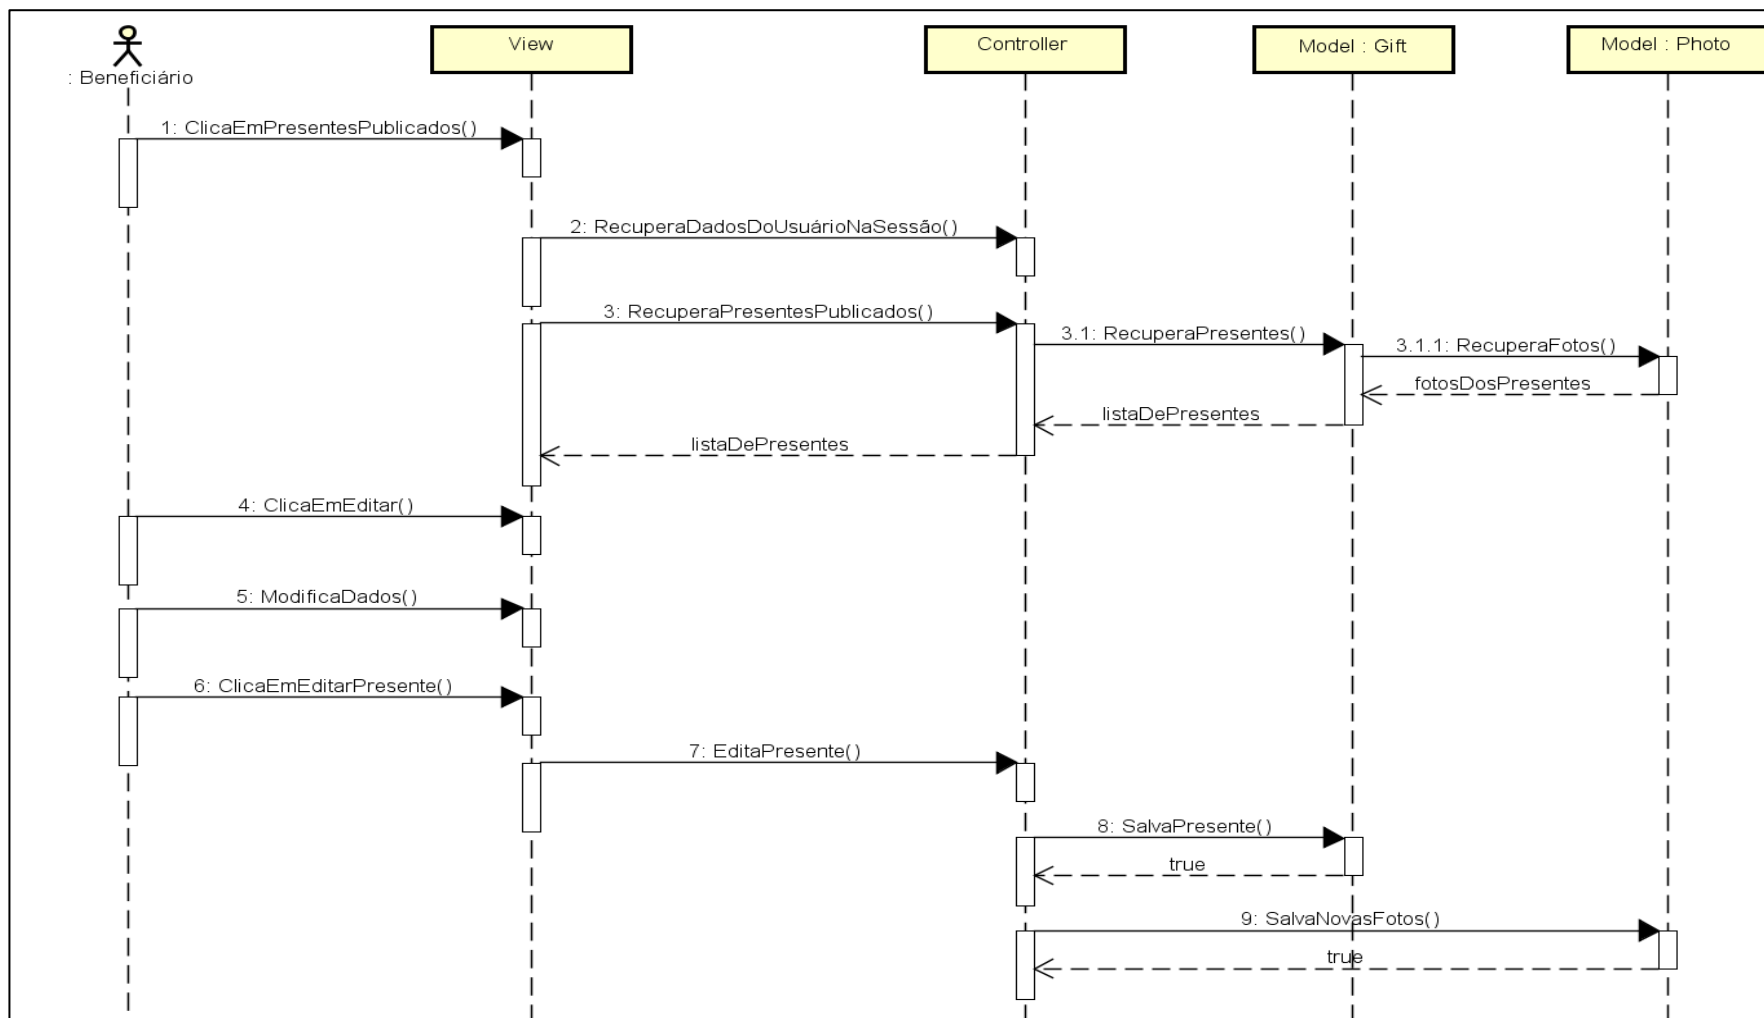 : Beneficiário
View
Controller
Model : Gift
Model : Photo
1: ClicaEmPresentesPublicados()
2: RecuperaDadosDoUsuárioNaSessão()
3: RecuperaPresentesPublicados()
3.1: RecuperaPresentes()
3.1.1: RecuperaFotos()
fotosDosPresentes
listaDePresentes
listaDePresentes
4: ClicaEmEditar()
5: ModificaDados()
6: ClicaEmEditarPresente()
7: EditaPresente()
8: SalvaPresente()
true
9: SalvaNovasFotos()
true